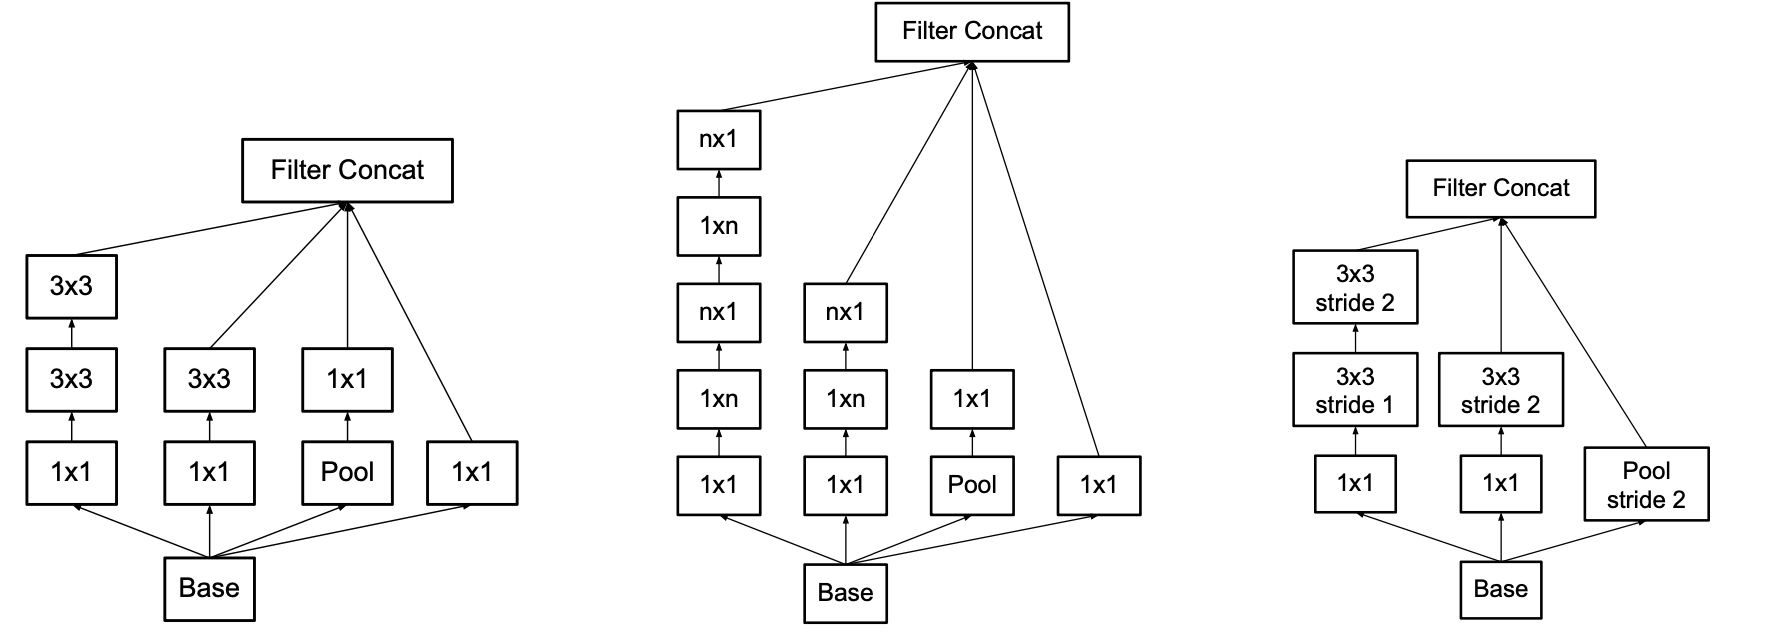 Filter Concat
3x3
3x3
3x3
1x1
1x1
1x1
Pool
1x1
Base
Filter Concat
nx1
1xn
nx1
nx1
1xn
1xn
1x1
1x1
1x1
Pool
1x1
Base
Filter Concat
3x3
stride 2
3x3
stride 1
3x3
stride 2
1x1
1x1
Pool
stride 2
Base